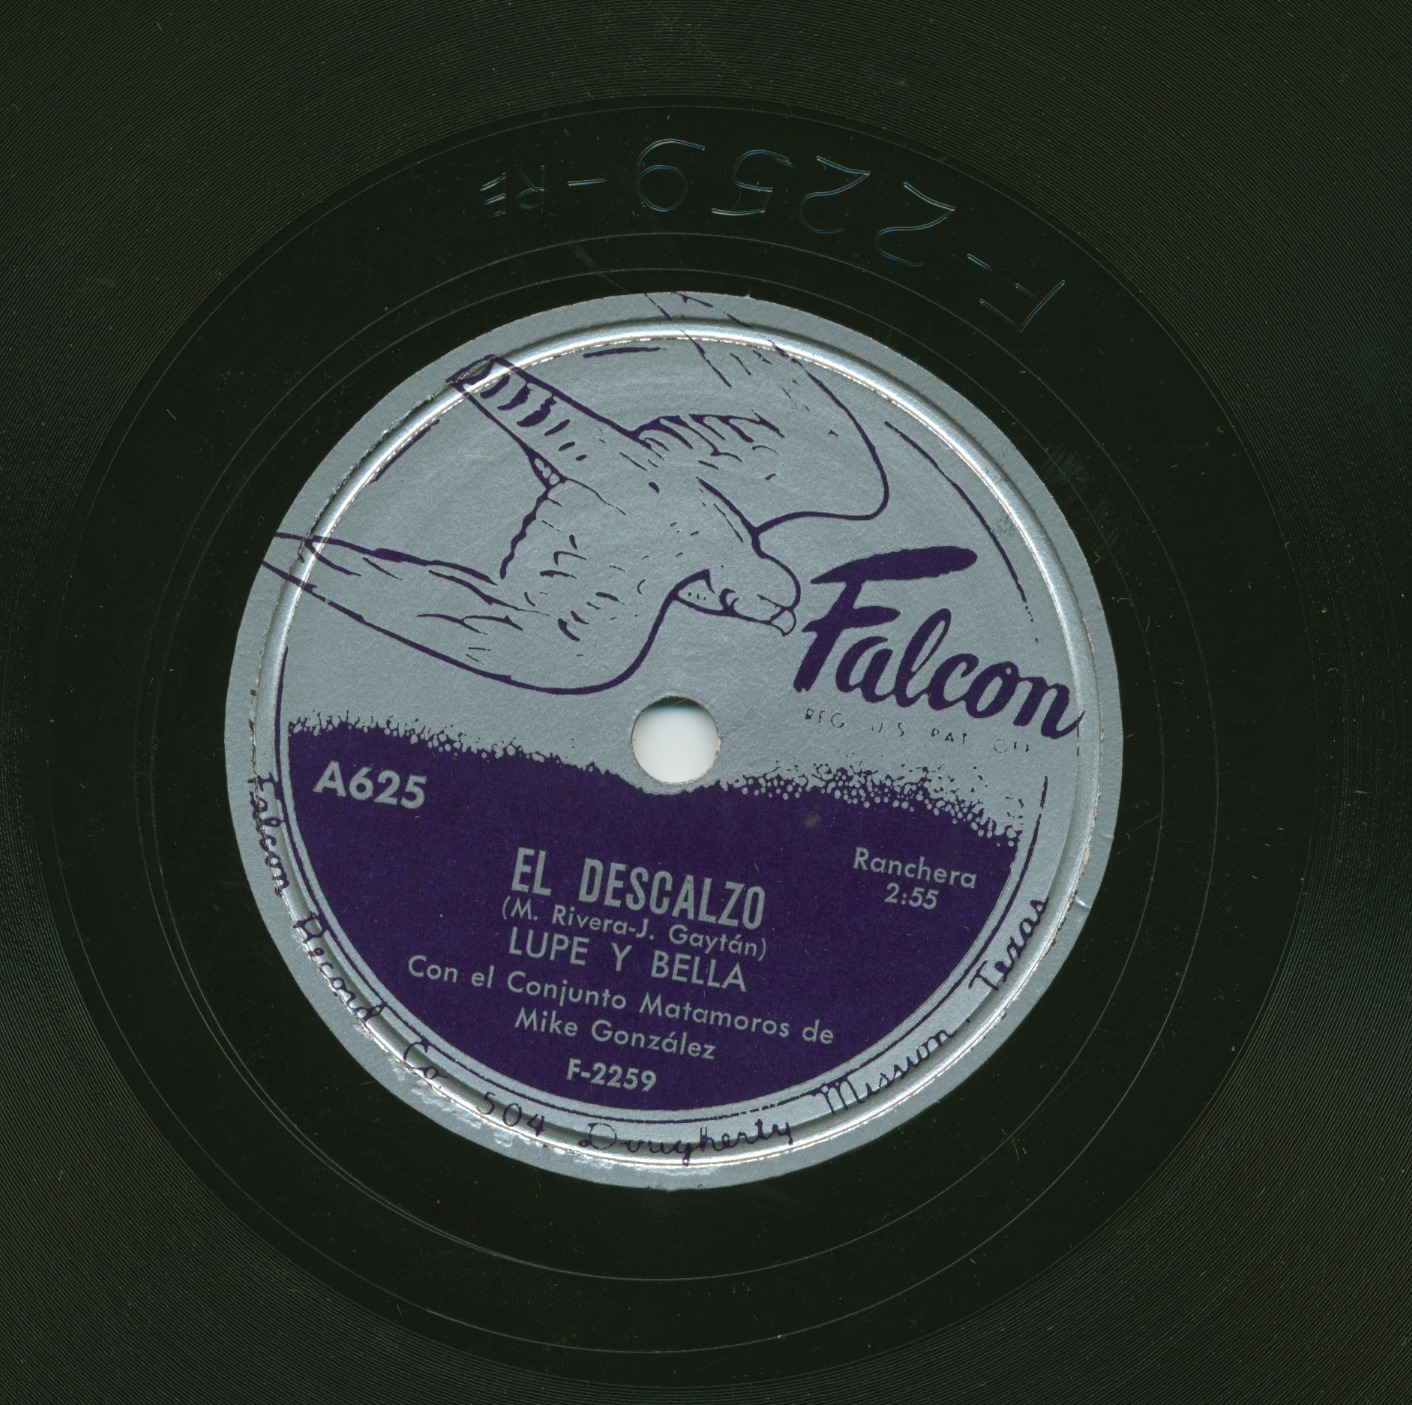 F-2259-RE
Falcon
REG U.S. PAT. OFF.
A625
Ranchera
2:55
EL DESCALZO
(M. Rivera-J. Gaytán)
LUPE Y BELLA
Con el Conjunto Matamoros de
Mike González
F-2259
Falcon Record Co. 504 Dougherty Mission, Texas